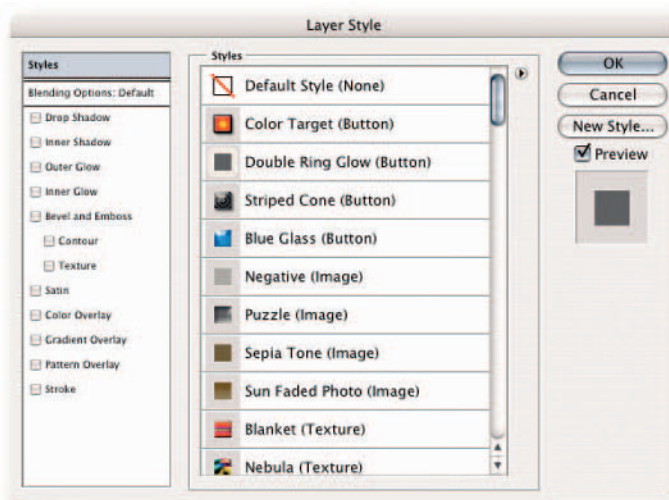 Layer Style
Styles
Blending Options: Default
Drop Shadow
Inner Shadow
Outer Glow
Inner Glow
Bevel and Emboss
Contour
Texture
Satin
Color Overlay
Gradient Overlay
Pattern Overlay
Stroke
Styles
Default Style (None)
Color Target (Button)
Double Ring Glow (Button)
Striped Cone (Button)
Blue Glass (Button)
Negative (Image)
Puzzle (Image)
Sepia Tone (Image)
Sun Faded Photo (Image)
Blanket (Texture)
Nebula (Texture)
OK
Cancel
New Style...
Preview